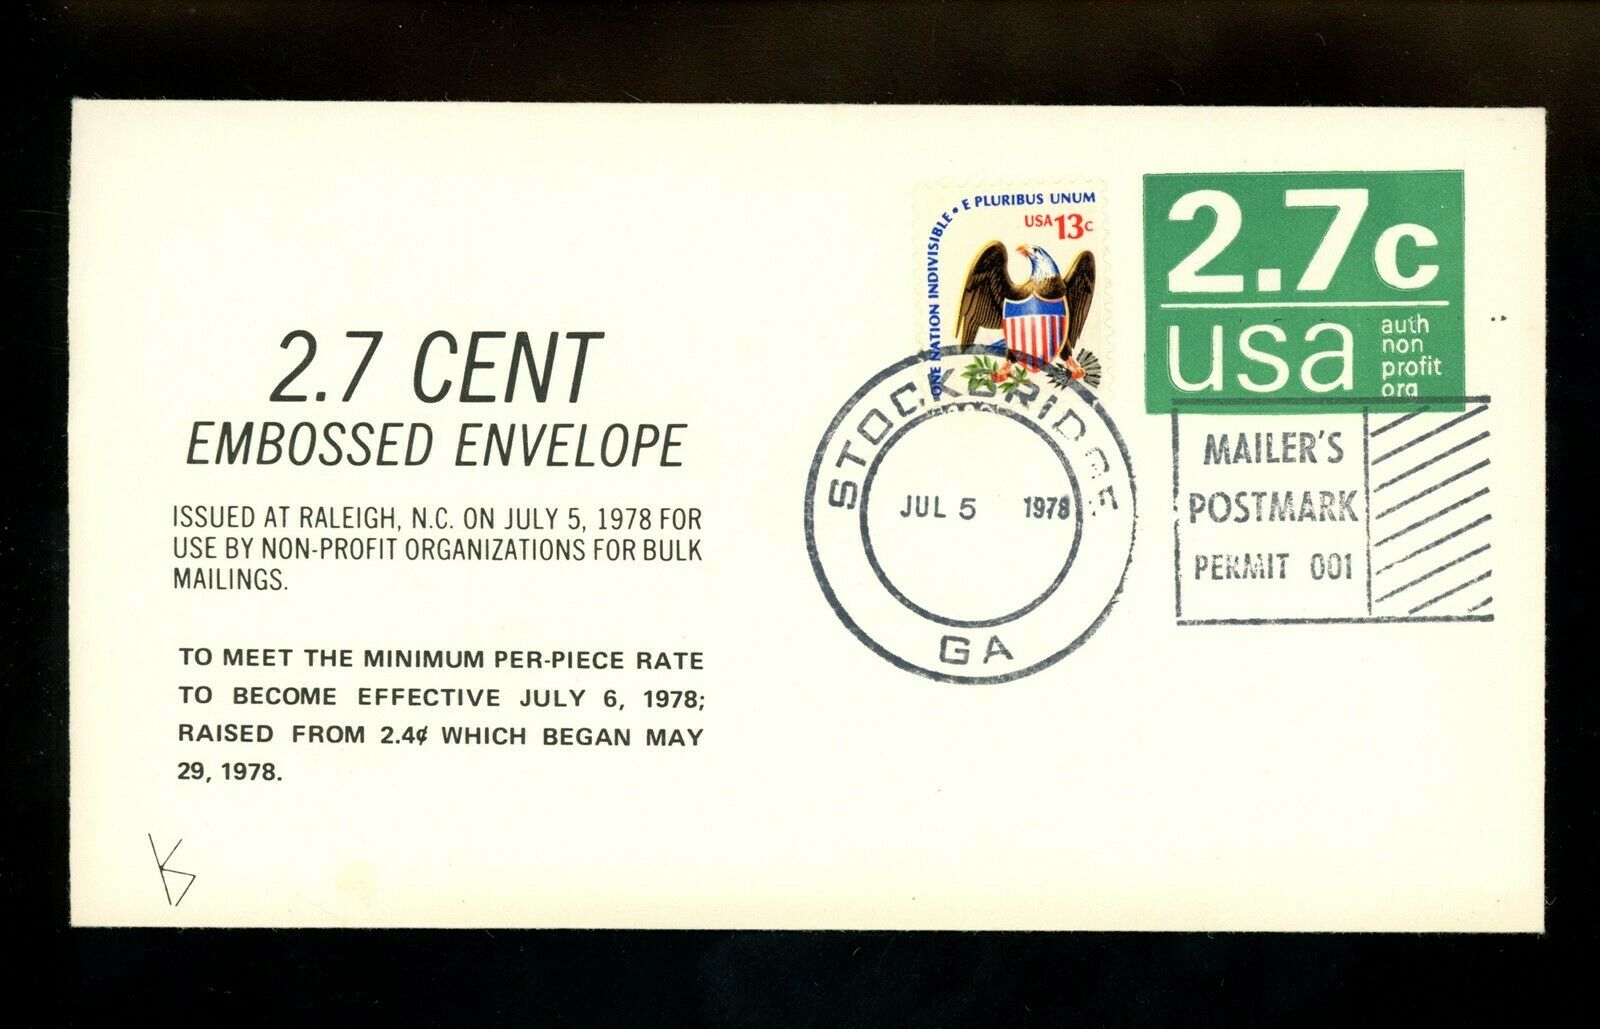 2.7 CENT
EMBOSSED ENVELOPE
ISSUED AT RALEIGH, N.C. ON JULY 5, 1978 FOR
USE BY NON-PROFIT ORGANIZATIONS FOR BULK
MAILINGS.
TO MEET THE MINIMUM PER-PIECE RATE
TO BECOME EFFECTIVE JULY 6, 1978;
RAISED FROM 2.4¢ WHICH BEGAN MAY
29, 1978.
ONE NATION INDIVISIBLE • E PLURIBUS UNUM
USA 13c
2.7c
usa
auth
non
profit
org
STOCKBRIDGE
JUL 5 1978
GA
MAILER'S
POSTMARK
PERMIT 001